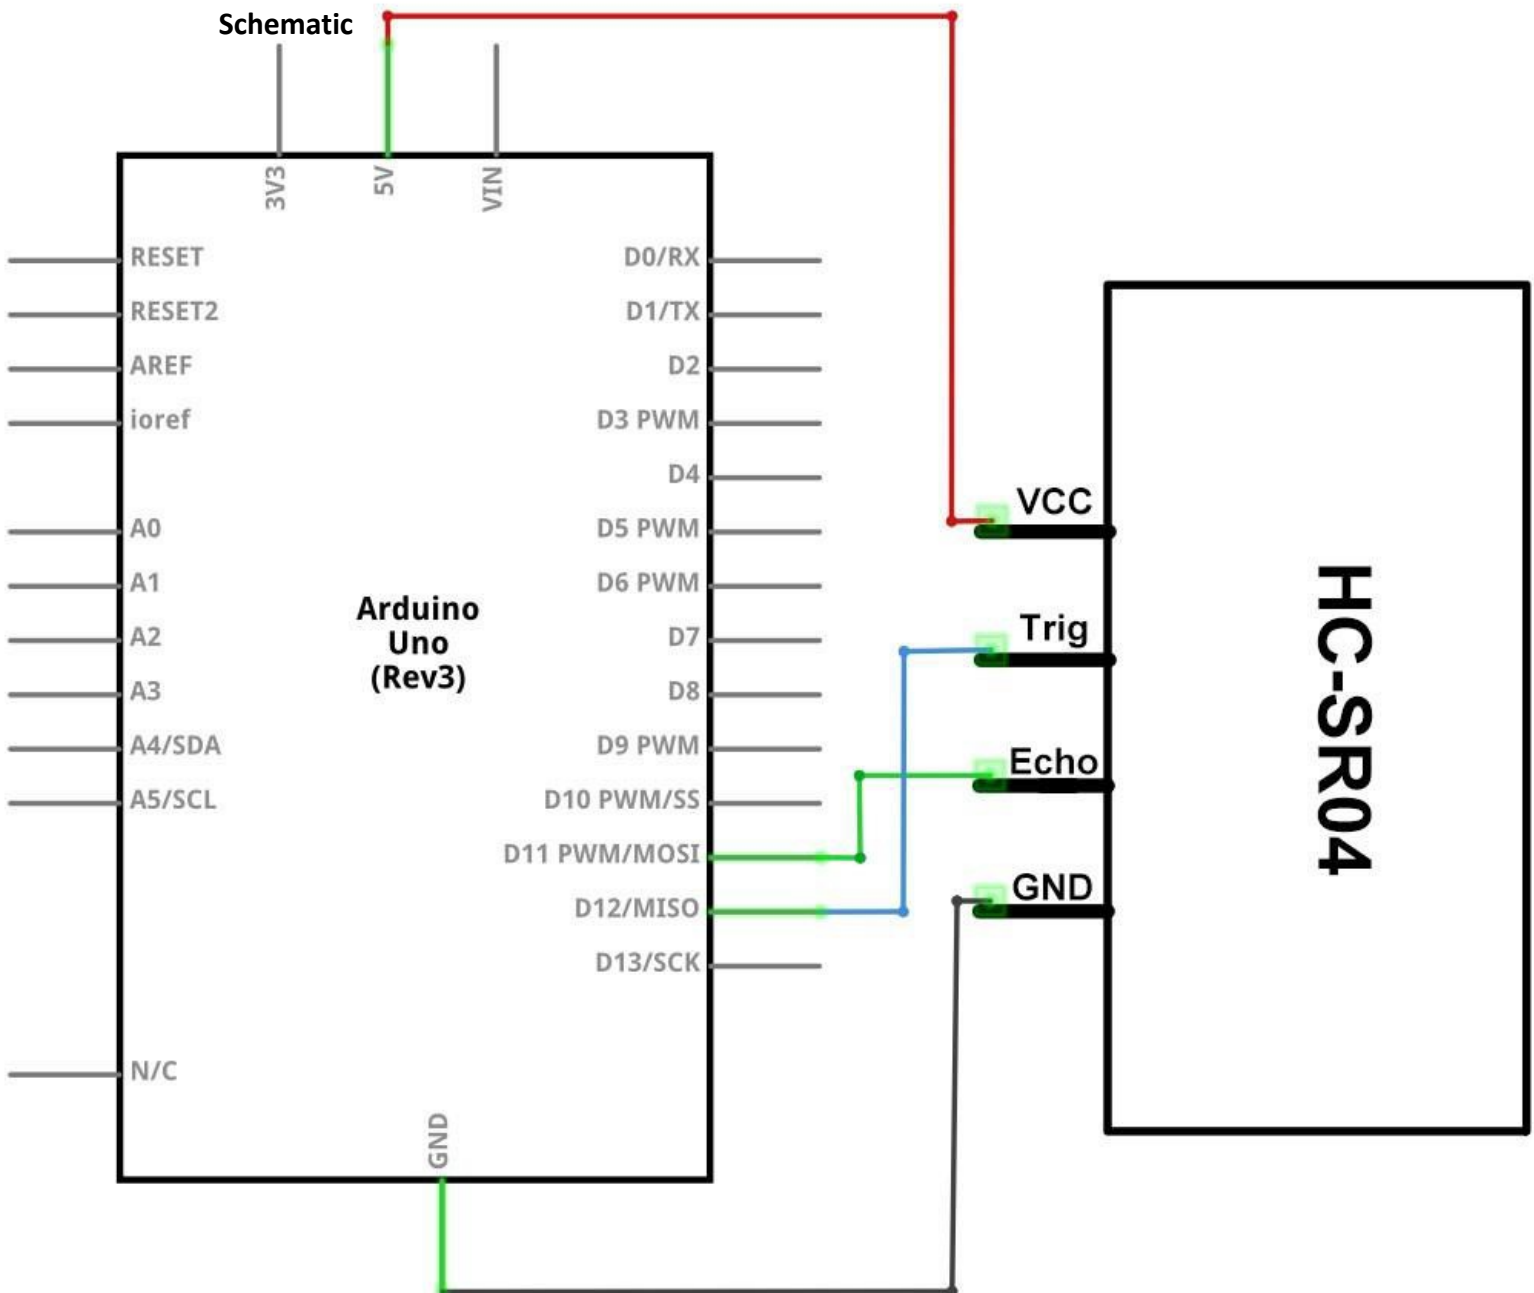 Schematic
3V3
5V
VIN
RESET
RESET2
AREF
ioref
A0
A1
A2
A3
A4/SDA
A5/SCL
N/C
Arduino
Uno
(Rev3)
D0/RX
D1/TX
D2
D3 PWM
D4
D5 PWM
D6 PWM
D7
D8
D9 PWM
D10 PWM/SS
D11 PWM/MOSI
D12/MISO
D13/SCK
GND
VCC
Trig
Echo
GND
HC-SR04